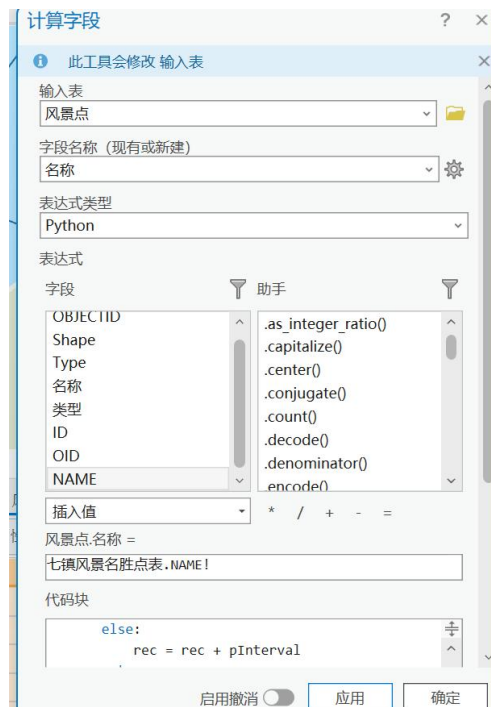 计算字段
此工具会修改 输入表
输入表
风景点
字段名称（现有或新建）
名称
表达式类型
Python
表达式
字段
助手
OBJECTID
Shape
Type
名称
类型
ID
OID
NAME
.as_integer_ratio()
.capitalize()
.center()
.conjugate()
.count()
.decode()
.denominator()
.encode()
插入值
* / + - =
风景点.名称 =
七镇风景名胜点表.NAME!
代码块
else:
rec = rec + pInterval
启用撤消
应用
确定